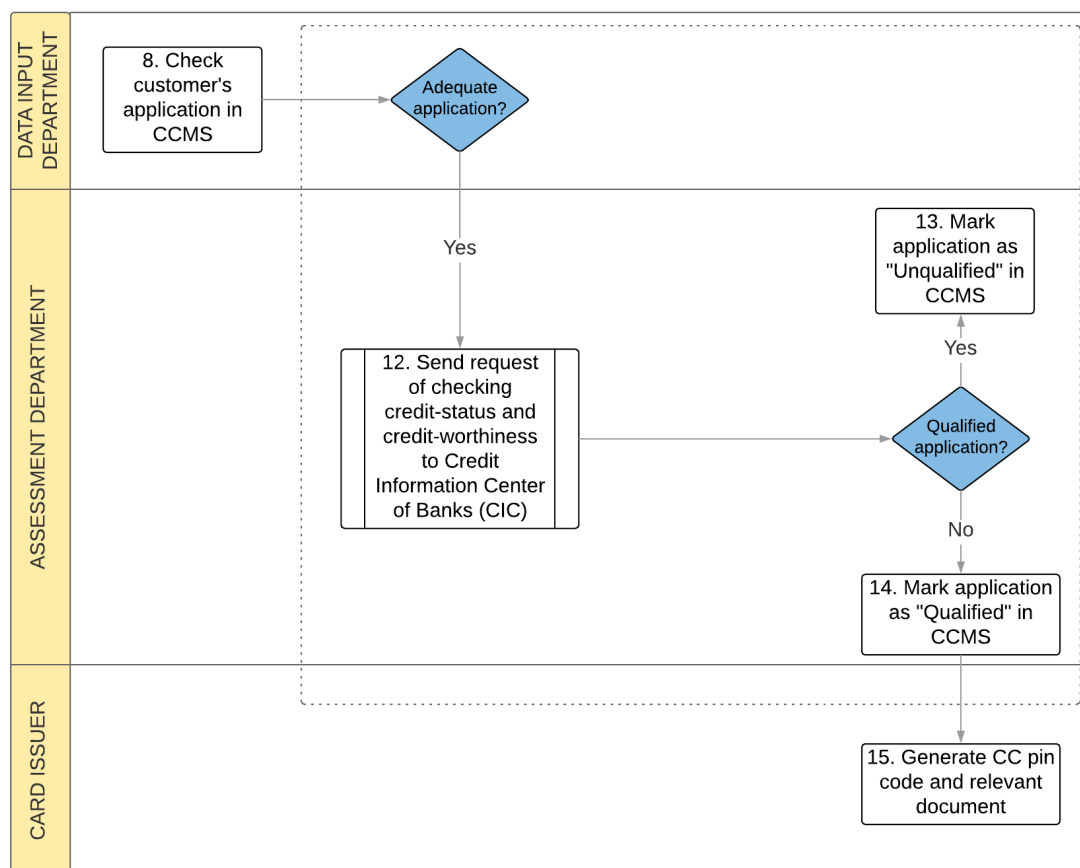 DATA INPUT
DEPARTMENT
8. Check
customer's
application in
CCMS
Adequate
application?
Yes
ASSESSMENT DEPARTMENT
12. Send request
of checking
credit-status and
credit-worthiness
to Credit
Information Center
of Banks (CIC)
13. Mark
application as
"Unqualified" in
CCMS
Yes
Qualified
application?
No
14. Mark application
as "Qualified" in
CCMS
CARD ISSUER
15. Generate CC pin
code and relevant
document